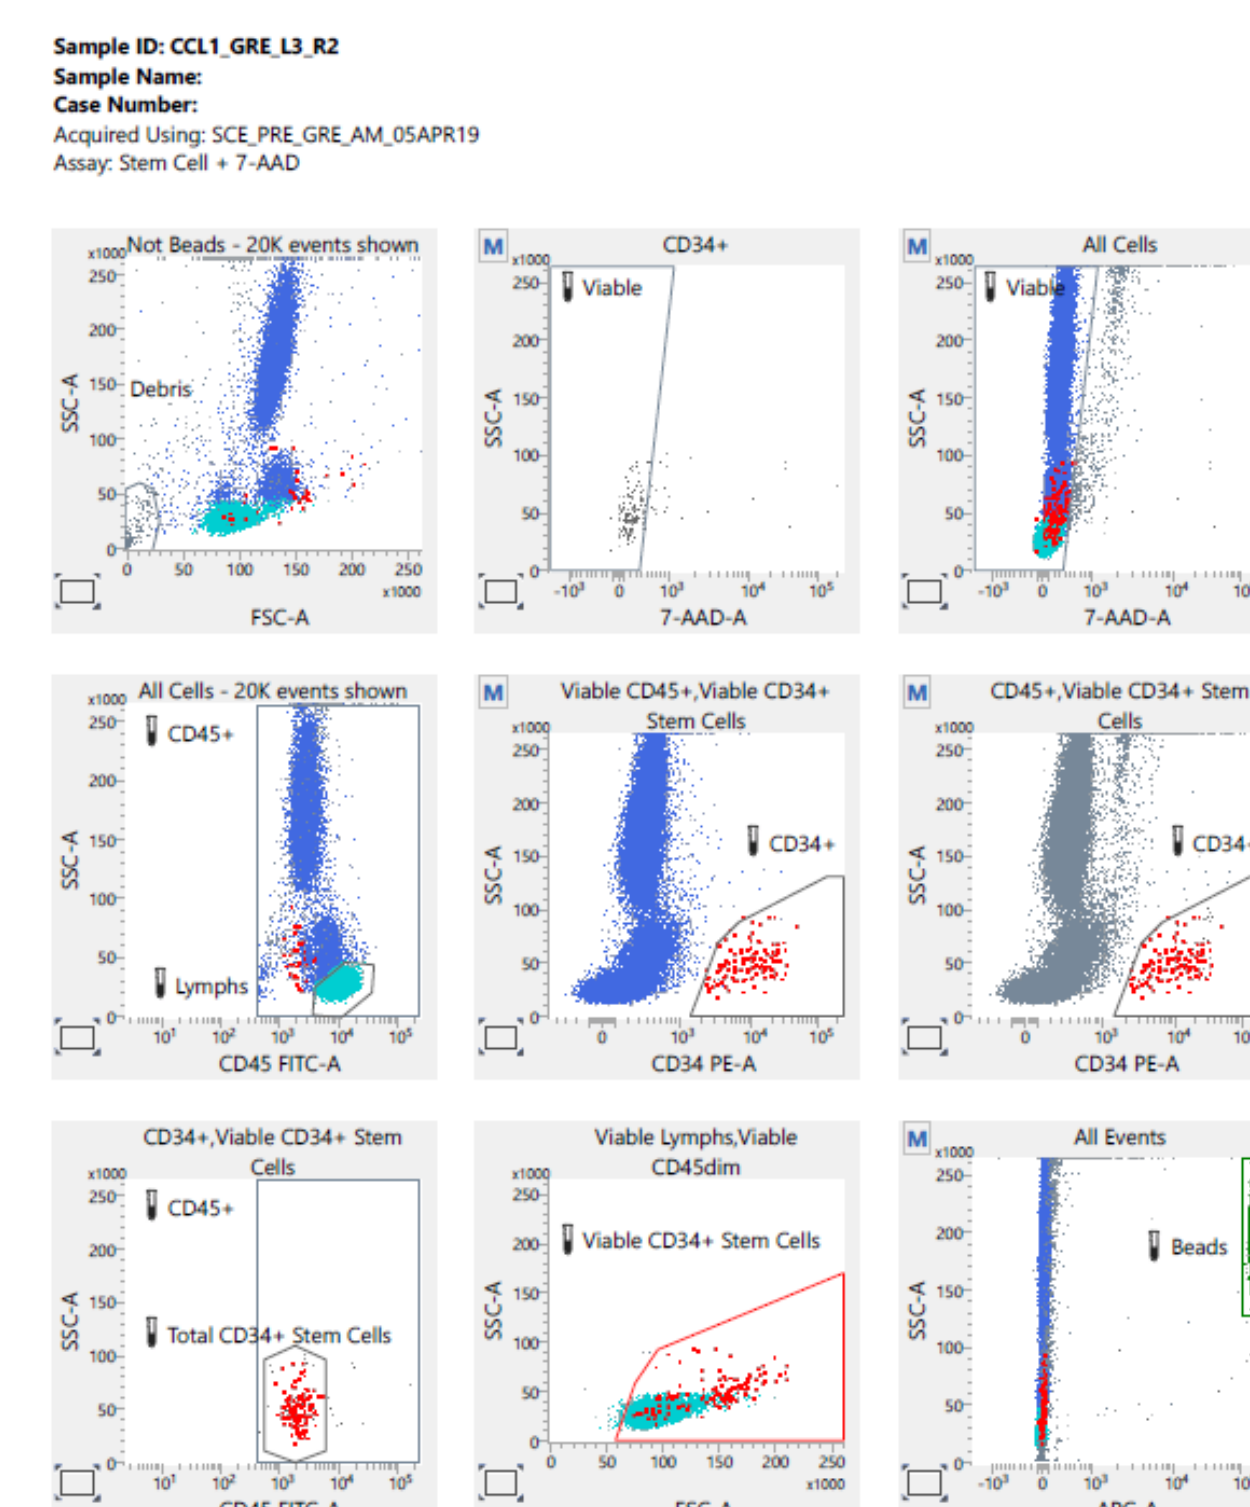 Sample ID: CCL1_GRE_L3_R2
Sample Name:
Case Number:
Acquired Using: SCE_PRE_GRE_AM_05APR19
Assay: Stem Cell + 7-AAD
Not Beads - 20K events shown
x1000
250
200
150
100
50
0
SSC-A
Debris
0 50 100 150 200 250
x1000
FSC-A
M
CD34+
x1000
250
200
150
100
50
0
SSC-A
Viable
-10³ 0 10³ 10⁴ 10⁵
7-AAD-A
M
All Cells
x1000
250
200
150
100
50
0
SSC-A
Viable
-10³ 0 10³ 10⁴ 10
7-AAD-A
All Cells - 20K events shown
x1000
250
200
150
100
50
0
SSC-A
CD45+
Lymphs
10¹ 10² 10³ 10⁴ 10⁵
CD45 FITC-A
M
Viable CD45+,Viable CD34+
Stem Cells
x1000
250
200
150
100
50
0
SSC-A
CD34+
0 10³ 10⁴ 10⁵
CD34 PE-A
M
CD45+,Viable CD34+ Stem
Cells
x1000
250
200
150
100
50
0
SSC-A
CD34
0 10³ 10⁴ 10
CD34 PE-A
CD34+,Viable CD34+ Stem
Cells
x1000
250
200
150
100
50
0
SSC-A
CD45+
Total CD34+ Stem Cells
10¹ 10² 10³ 10⁴ 10⁵
CD45 FITC-A
Viable Lymphs,Viable
CD45dim
x1000
250
200
150
100
50
0
SSC-A
Viable CD34+ Stem Cells
0 50 100 150 200 250
x1000
FSC-A
M
All Events
x1000
250
200
150
100
50
0
SSC-A
Beads
-10³ 0 10³ 10⁴ 10
APC-A